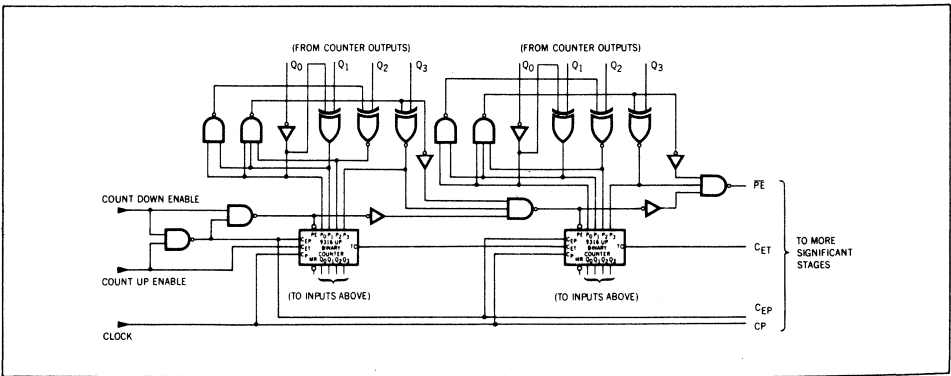 (FROM COUNTER OUTPUTS)
(FROM COUNTER OUTPUTS)
Q0 Q1 Q2 Q3
Q0 Q1 Q2 Q3
COUNT DOWN ENABLE
COUNT UP ENABLE
CLOCK
PE P0 P1 P2 P3
CEP 9316 UP
CET BINARY TC
CP COUNTER
MR Q0 Q1 Q2 Q3
(TO INPUTS ABOVE)
PE P0 P1 P2 P3
CEP 9316 UP
CET BINARY TC
CP COUNTER
MR Q0 Q1 Q2 Q3
(TO INPUTS ABOVE)
P̅E̅
CET
CEP
CP
TO MORE
SIGNIFICANT
STAGES